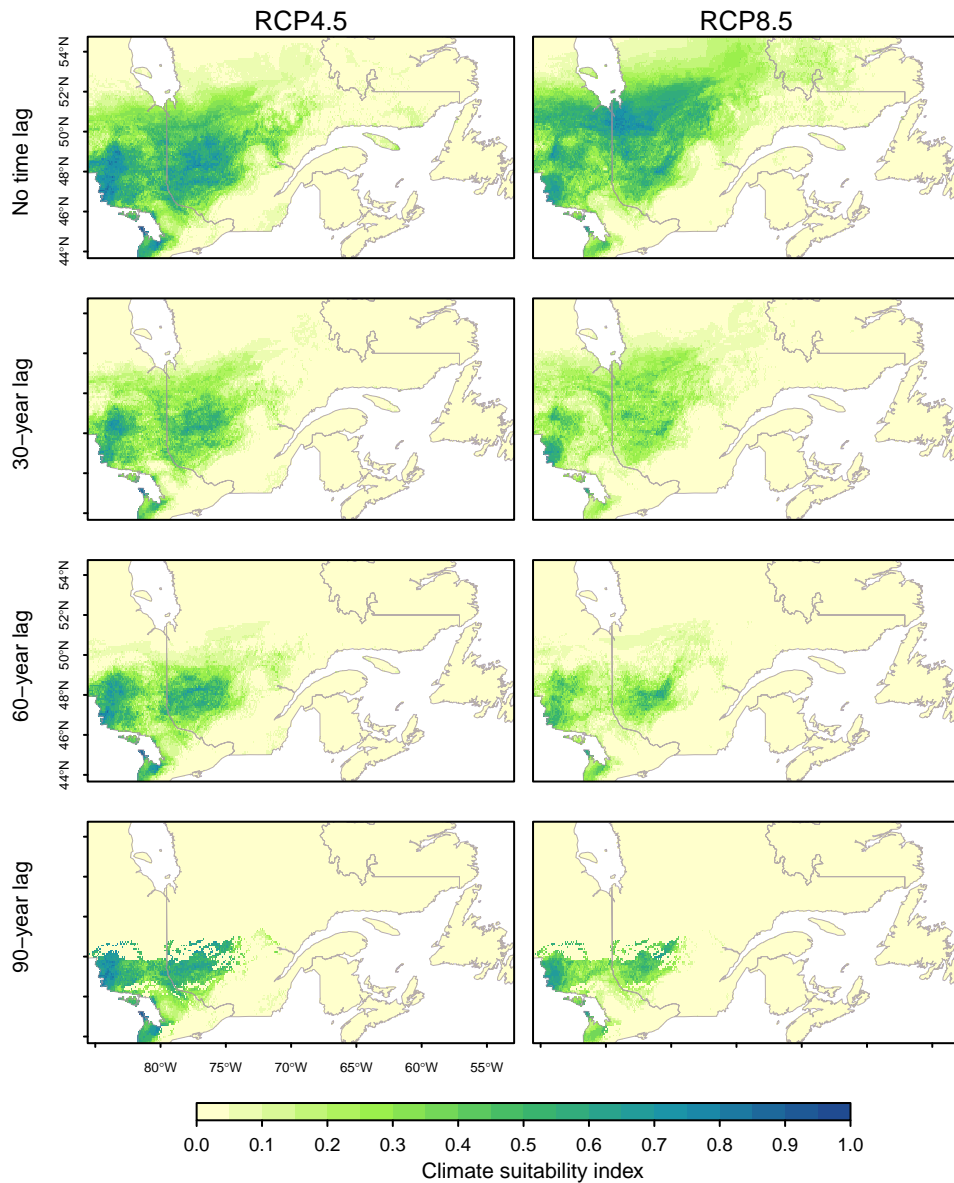 RCP4.5 RCP8.5
No time lag
54°N
52°N
50°N
48°N
46°N
44°N
30−year lag
60−year lag
54°N
52°N
50°N
48°N
46°N
44°N
90−year lag
80°W 75°W 70°W 65°W 60°W 55°W
0.0 0.1 0.2 0.3 0.4 0.5 0.6 0.7 0.8 0.9 1.0
Climate suitability index